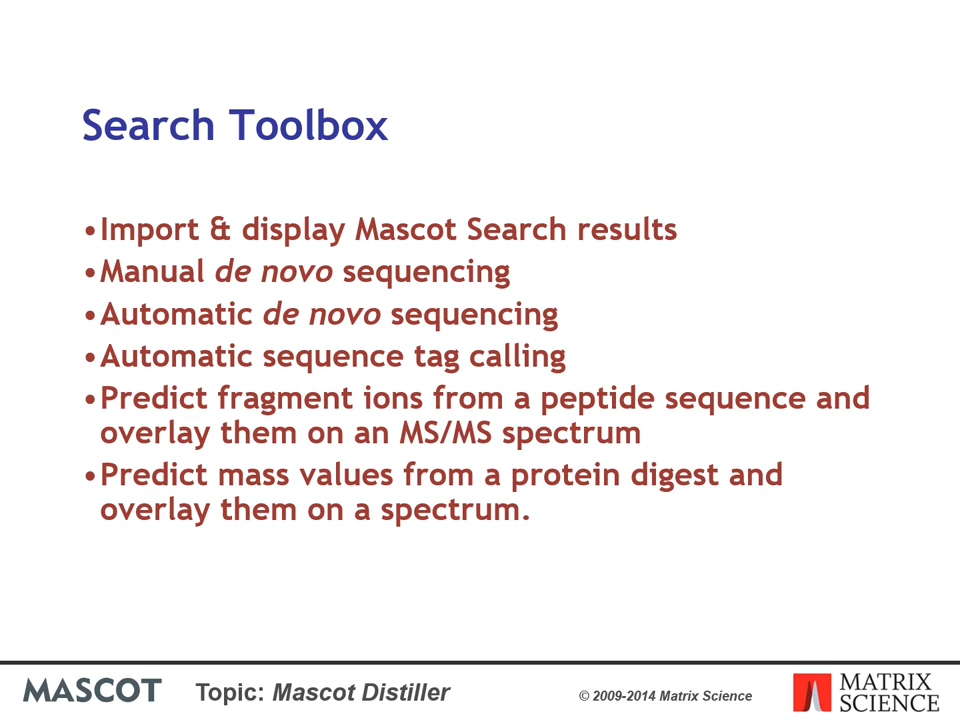 Search Toolbox
•Import & display Mascot Search results
•Manual de novo sequencing
•Automatic de novo sequencing
•Automatic sequence tag calling
•Predict fragment ions from a peptide sequence and
overlay them on an MS/MS spectrum
•Predict mass values from a protein digest and
overlay them on a spectrum.
MASCOT Topic: Mascot Distiller © 2009-2014 Matrix Science
MATRIX
SCIENCE